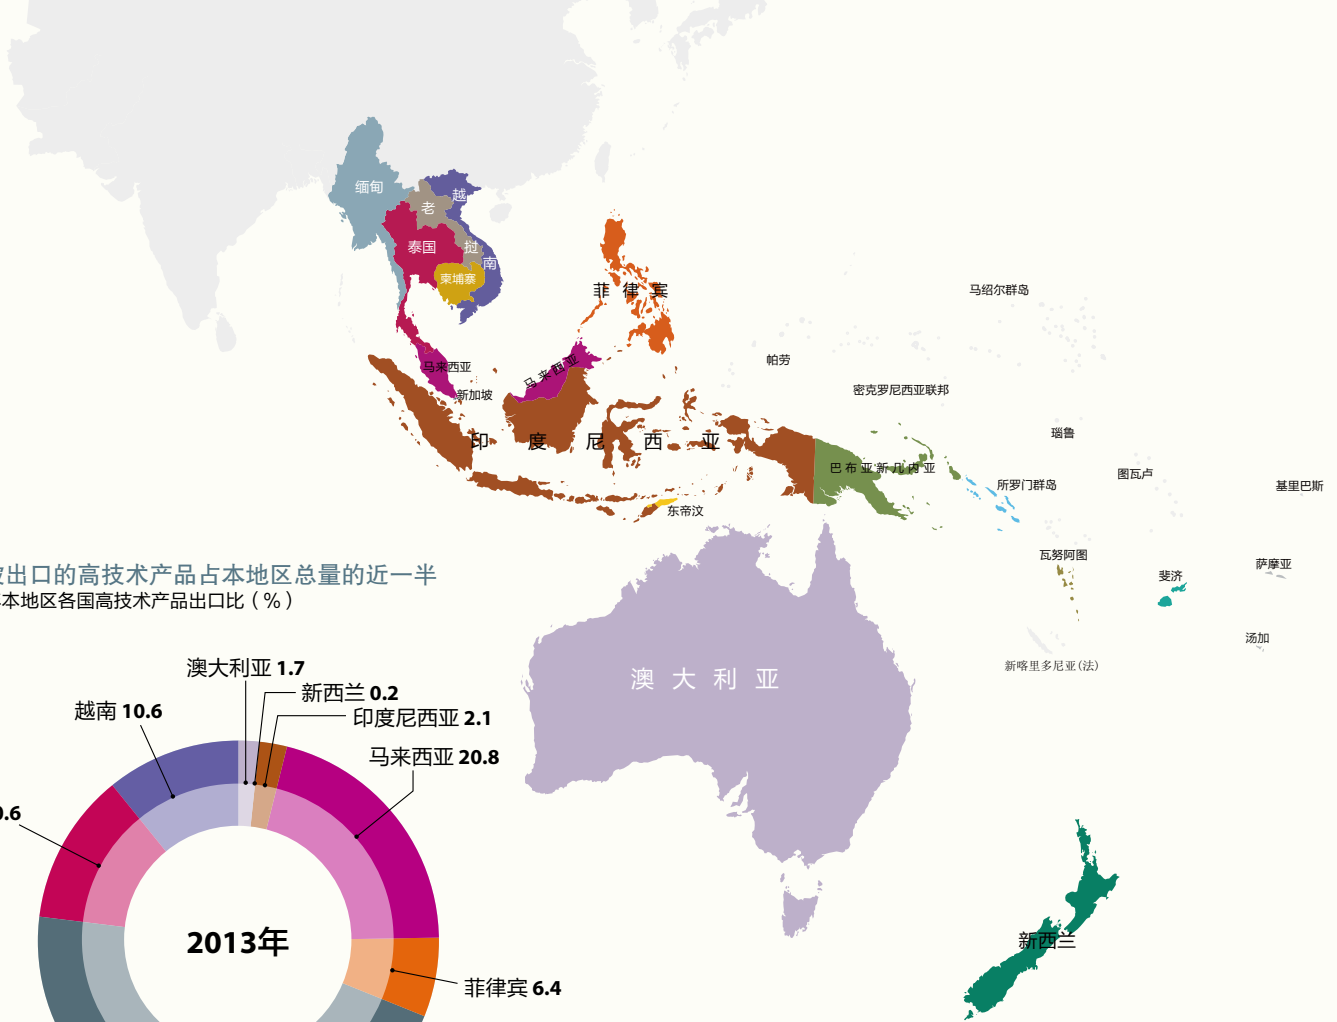 缅甸
越南
老挝
泰国
柬埔寨
菲律宾
马绍尔群岛
马来西亚
马来西亚
帕劳
新加坡
密克罗尼西亚联邦
印度尼西亚
瑙鲁
巴布亚新几内亚
图瓦卢
所罗门群岛
基里巴斯
东帝汶
瓦努阿图
萨摩亚
斐济
汤加
新喀里多尼亚(法)
澳大利亚
新西兰
出口的高技术产品占本地区总量的近一半
本地区各国高技术产品出口比(%)
澳大利亚 1.7
新西兰 0.2
越南 10.6
印度尼西亚 2.1
马来西亚 20.8
.6
2013年
菲律宾 6.4